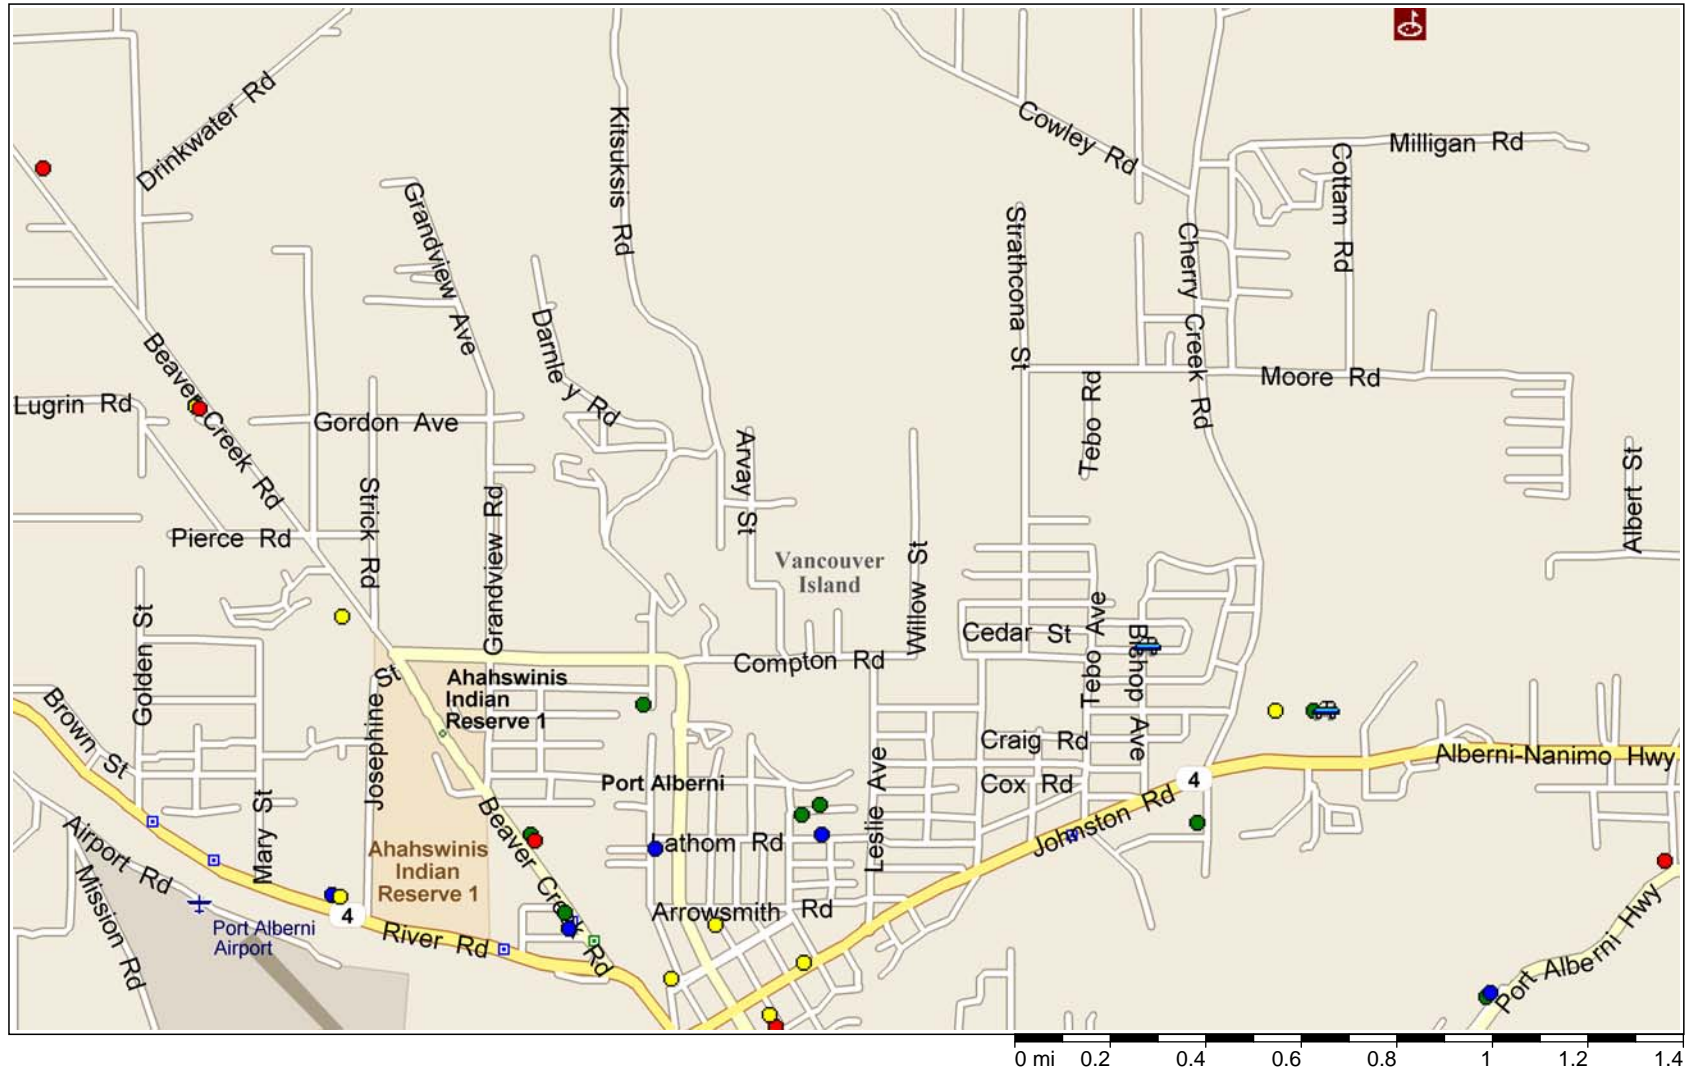 Drinkwater Rd
Kitsuksis Rd
Cowley Rd
Milligan Rd
Cottam Rd
Grandview Ave
Strathcona St
Cherry Creek Rd
Darnle y Rd
Beaver Creek Rd
Lugrin Rd
Gordon Ave
Moore Rd
Tebo Rd
Arvay St
Albert St
Strick Rd
Grandview Rd
Pierce Rd
Vancouver
Island
Willow St
Golden St
Cedar St
Tebo Ave
Bishop Ave
Compton Rd
St
Josephine
Ahahswinis
Indian
Reserve 1
Brown St
Craig Rd
Cox Rd
Alberni-Nanimo Hwy
4
Port Alberni
Leslie Ave
Johnston Rd
Mary St
Beaver Creek Rd
Lathom Rd
Airport Rd
Ahahswinis
Indian
Reserve 1
Mission Rd
4
Port Alberni
Airport
River Rd
Arrowsmith Rd
Port Alberni Hwy
0 mi 0.2 0.4 0.6 0.8 1 1.2 1.4